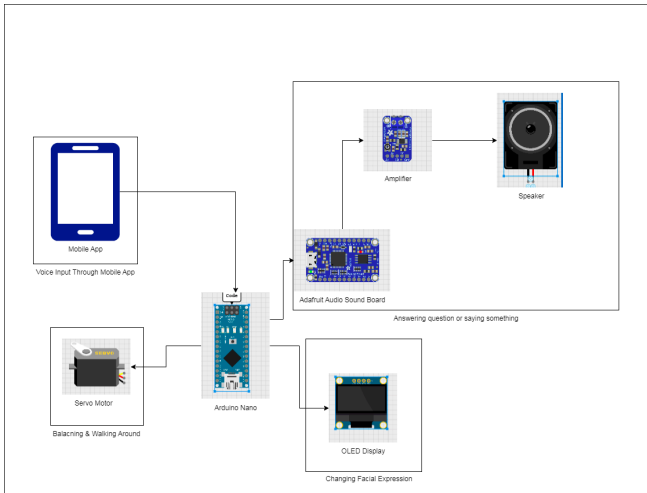 Amplifier
Speaker
Mobile App
Voice Input Through Mobile App
Adafruit Audio Sound Board
Code
Answering question or saying something
Servo Motor
Arduino Nano
Balacning & Walking Around
OLED Display
Changing Facial Expression